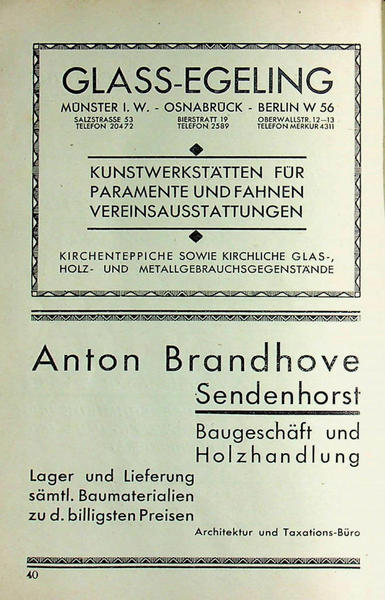 GLASS-EGELING
MÜNSTER I. W. - OSNABRÜCK - BERLIN W 56
SALZSTRASSE 53 BIERSTRATT 19 OBERWALLSTR. 12-13
TELEFON 20472 TELEFON 2589 TELEFON MERKUR 4311
KUNSTWERKSTÄTTEN FÜR
PARAMENTE UND FAHNEN
VEREINSAUSSTATTUNGEN
KIRCHENTEPPICHE SOWIE KIRCHLICHE GLAS-,
HOLZ- UND METALLGEBRAUCHSGEGENSTÄNDE
Anton Brandhove
Sendenhorst
Baugeschäft und
Holzhandlung
Lager und Lieferung
sämtl. Baumaterialien
zu d. billigsten Preisen
Architektur und Taxations-Büro
40